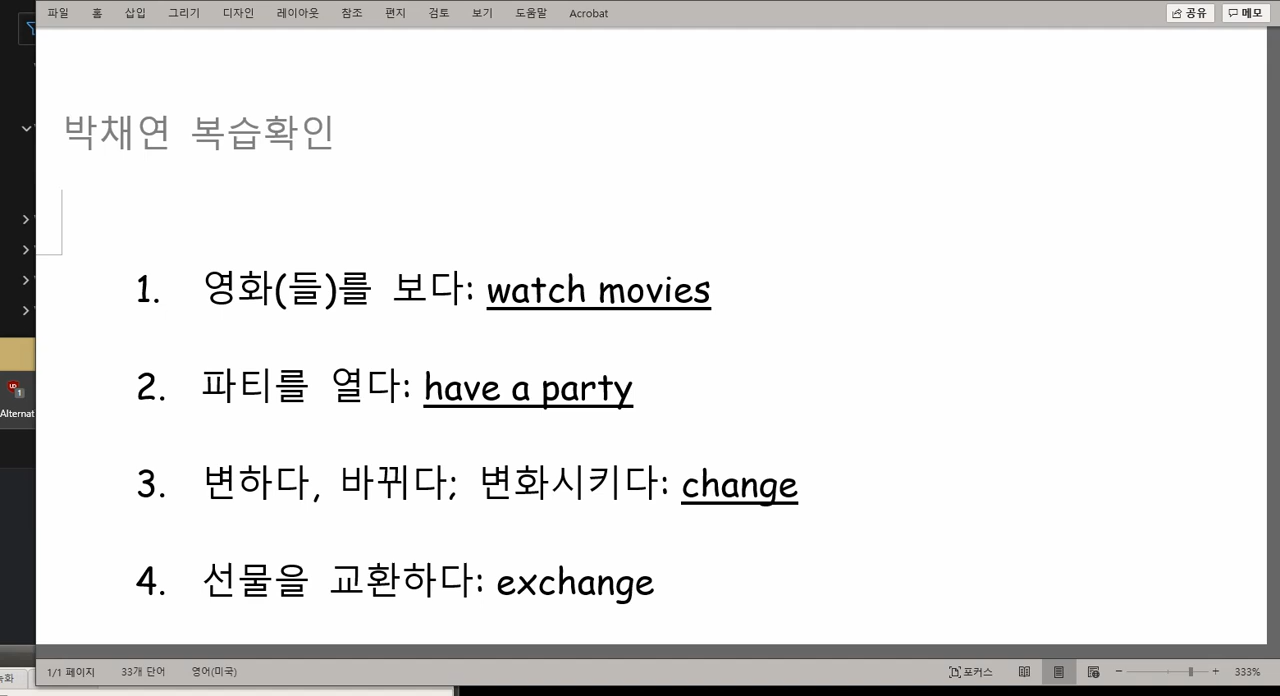 파일 홈 삽입 그리기 디자인 레이아웃 참조 편지 검토 보기 도움말 Acrobat 공유 메모
박채연 복습확인
1. 영화(들)를 보다: watch movies
2. 파티를 열다: have a party
3. 변하다, 바뀌다; 변화시키다: change
4. 선물을 교환하다: exchange
Alternat
1/1 페이지 33개 단어 영어(미국) 포커스 333%